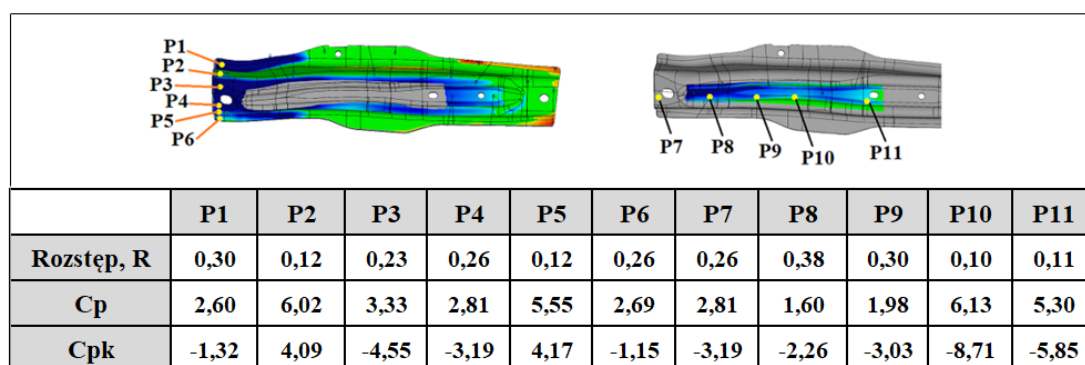 P1
P2
P3
P4
P5
P6
P7 P8 P9 P10 P11
P1 P2 P3 P4 P5 P6 P7 P8 P9 P10 P11
Rozstęp, R 0,30 0,12 0,23 0,26 0,12 0,26 0,26 0,38 0,30 0,10 0,11
Cp 2,60 6,02 3,33 2,81 5,55 2,69 2,81 1,60 1,98 6,13 5,30
Cpk -1,32 4,09 -4,55 -3,19 4,17 -1,15 -3,19 -2,26 -3,03 -8,71 -5,85